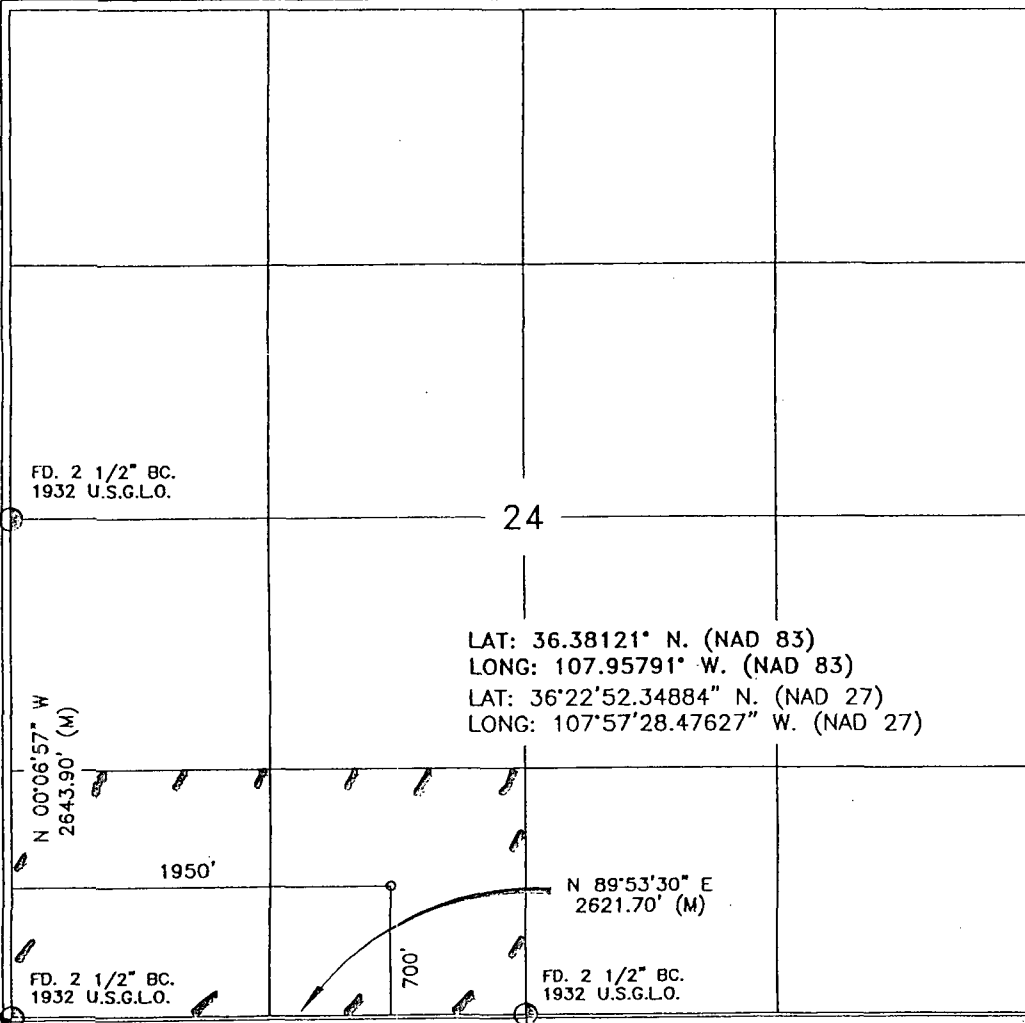 FD. 2 1/2" BC.
1932 U.S.G.L.O.
24
LAT: 36.38121° N. (NAD 83)
LONG: 107.95791° W. (NAD 83)
LAT: 36°22'52.34884" N. (NAD 27)
LONG: 107°57'28.47627" W. (NAD 27)
N 00°06'57" W
2643.90' (M)
1950'
N 89°53'30" E
2621.70' (M)
700'
FD. 2 1/2" BC.
1932 U.S.G.L.O.
FD. 2 1/2" BC.
1932 U.S.G.L.O.